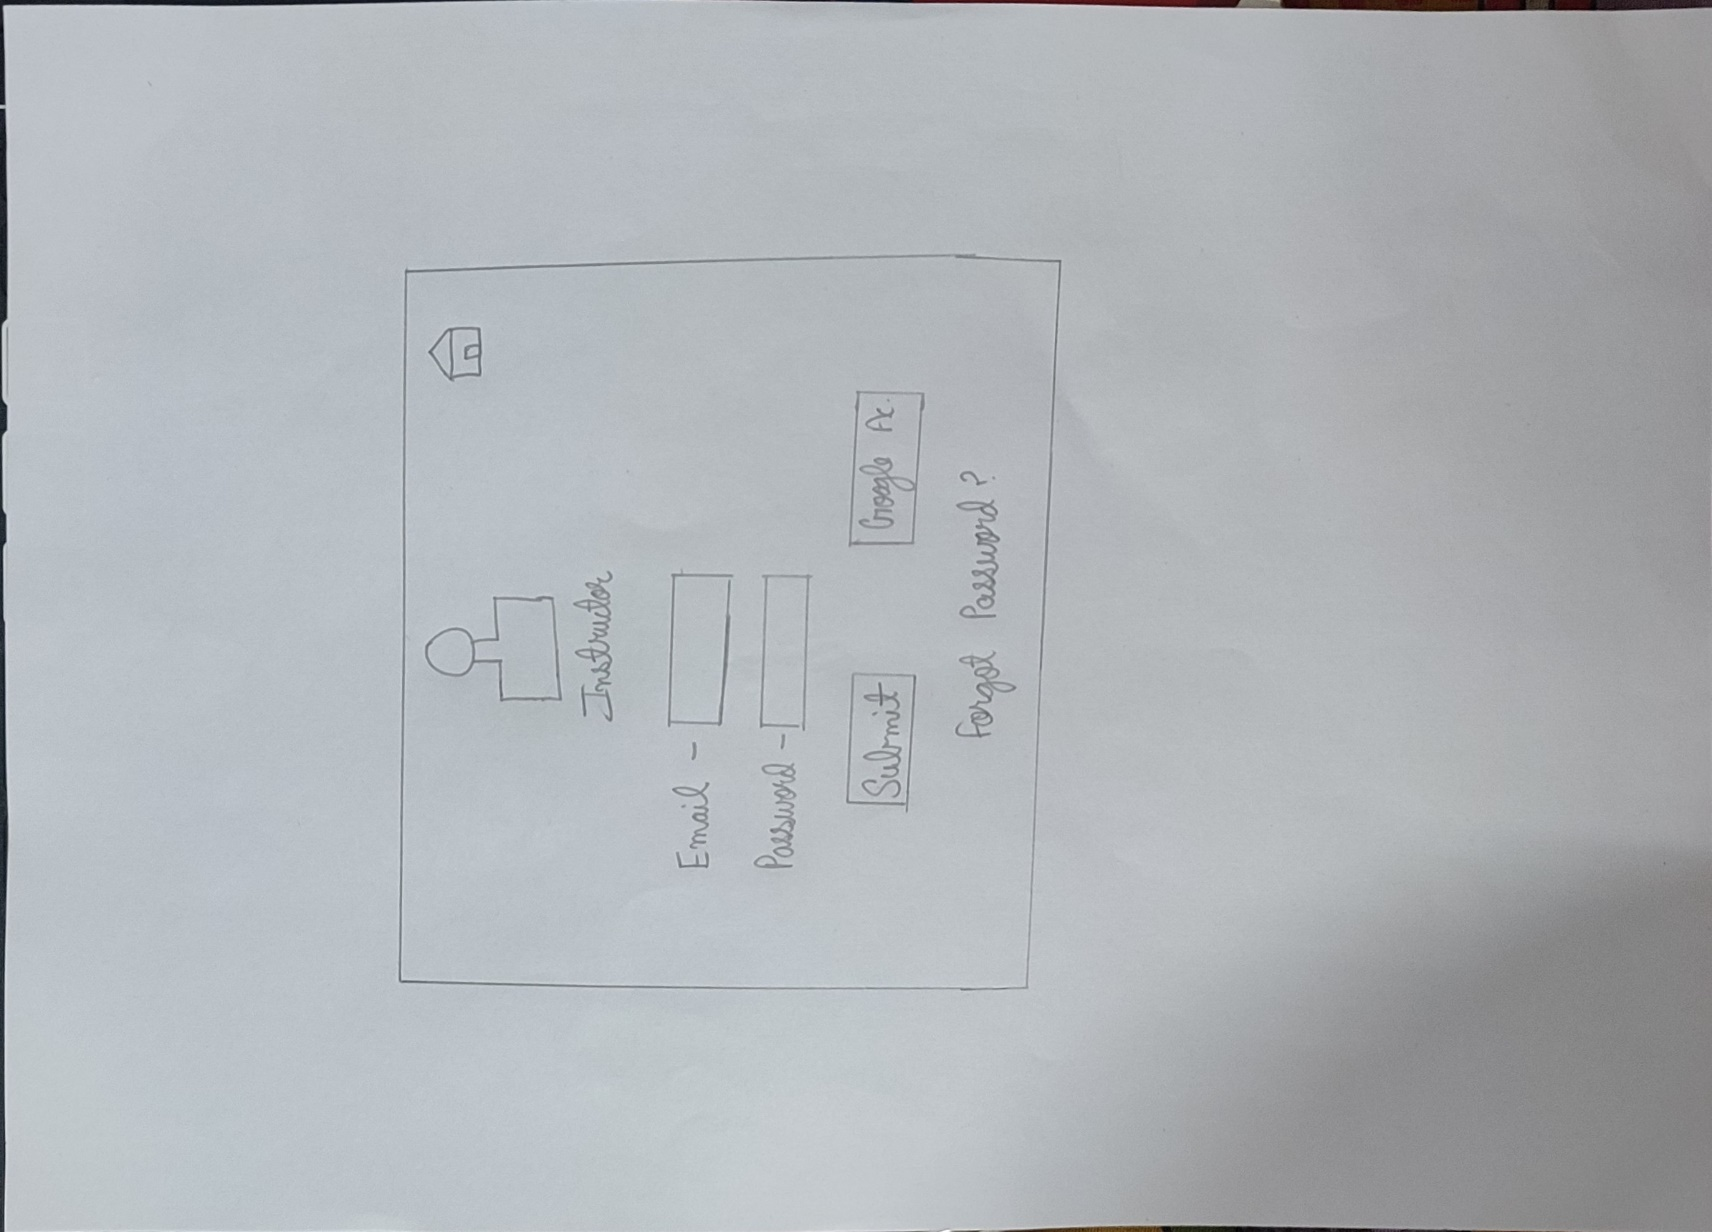 Instructor
Email -
Password -
Submit Google Ac.
Forgot Password?